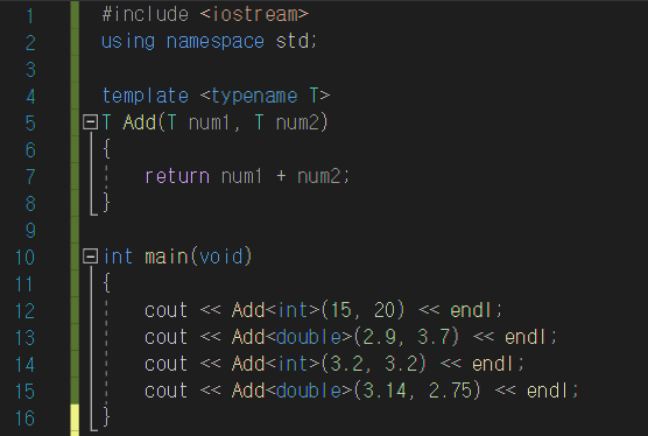 1 #include <iostream>
2 using namespace std;
3
4 template <typename T>
5 T Add(T num1, T num2)
6 {
7 return num1 + num2;
8 }
9
10 int main(void)
11 {
12 cout << Add<int>(15, 20) << endl;
13 cout << Add<double>(2.9, 3.7) << endl;
14 cout << Add<int>(3.2, 3.2) << endl;
15 cout << Add<double>(3.14, 2.75) << endl;
16 }